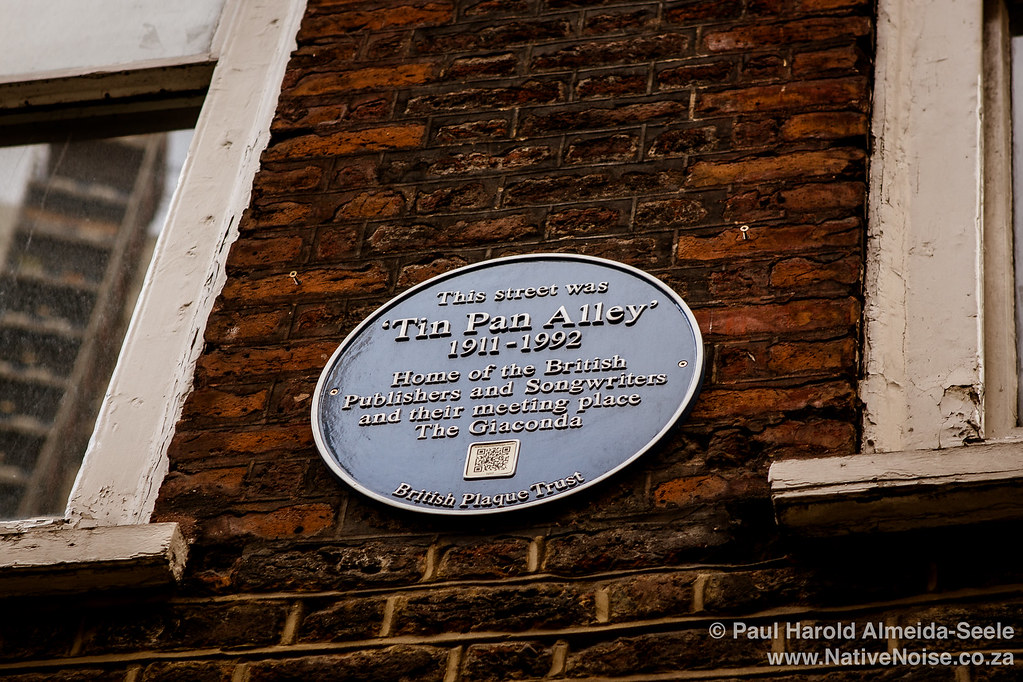 This street was
‘Tin Pan Alley’
1911-1992
Home of the British
Publishers and Songwriters
and their meeting place
The Giaconda
British Plaque Trust
© Paul Harold Almeida-Seele
www.NativeNoise.co.za